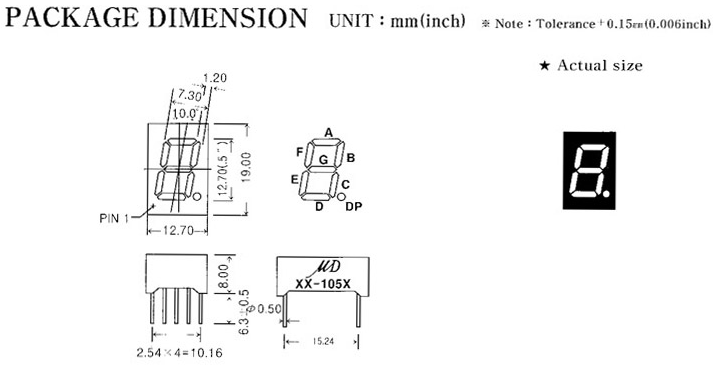 PACKAGE DIMENSION UNIT : mm(inch) ※ Note : Tolerance + 0.15mm(0.006inch)
★ Actual size
1.20
7.30
10.0°
A
F
G
B
E
C
D
DP
12.70(.5")
19.00
PIN 1
12.70
8.00
6.3±0.5
2.54×4=10.16
μD
XX-105X
φ0.50
15.24